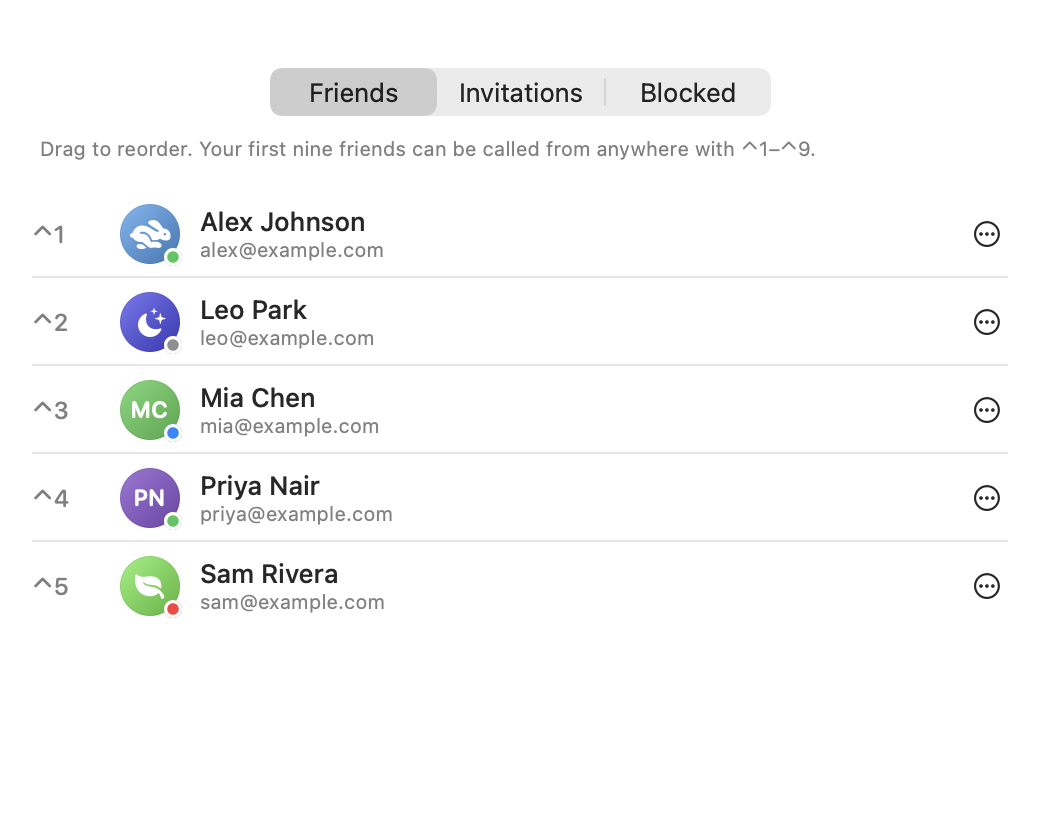 Friends Invitations Blocked
Drag to reorder. Your first nine friends can be called from anywhere with ^1–^9.
^1 Alex Johnson
alex@example.com
^2 Leo Park
leo@example.com
^3 MC Mia Chen
mia@example.com
^4 PN Priya Nair
priya@example.com
^5 Sam Rivera
sam@example.com